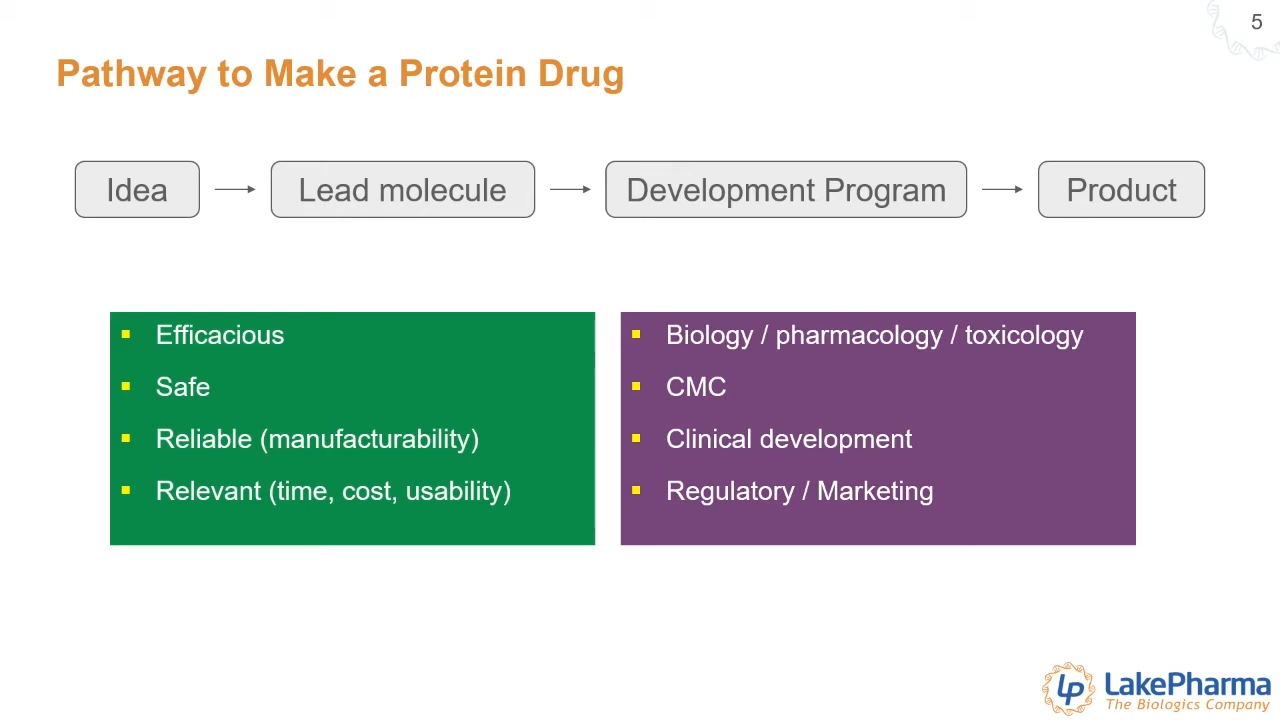 5
Pathway to Make a Protein Drug
Idea
Lead molecule
Development Program
Product
Efficacious
Safe
Reliable (manufacturability)
Relevant (time, cost, usability)
Biology / pharmacology / toxicology
CMC
Clinical development
Regulatory / Marketing
LP
LakePharma
The Biologics Company